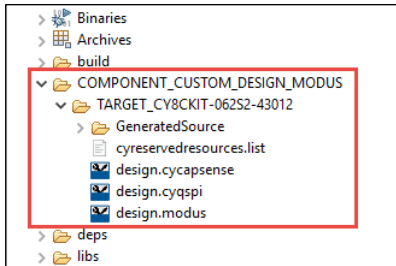 Binaries
Archives
build
COMPONENT_CUSTOM_DESIGN_MODUS
TARGET_CY8CKIT-062S2-43012
GeneratedSource
cyreservedresources.list
design.cycapsense
design.cyqspi
design.modus
deps
libs